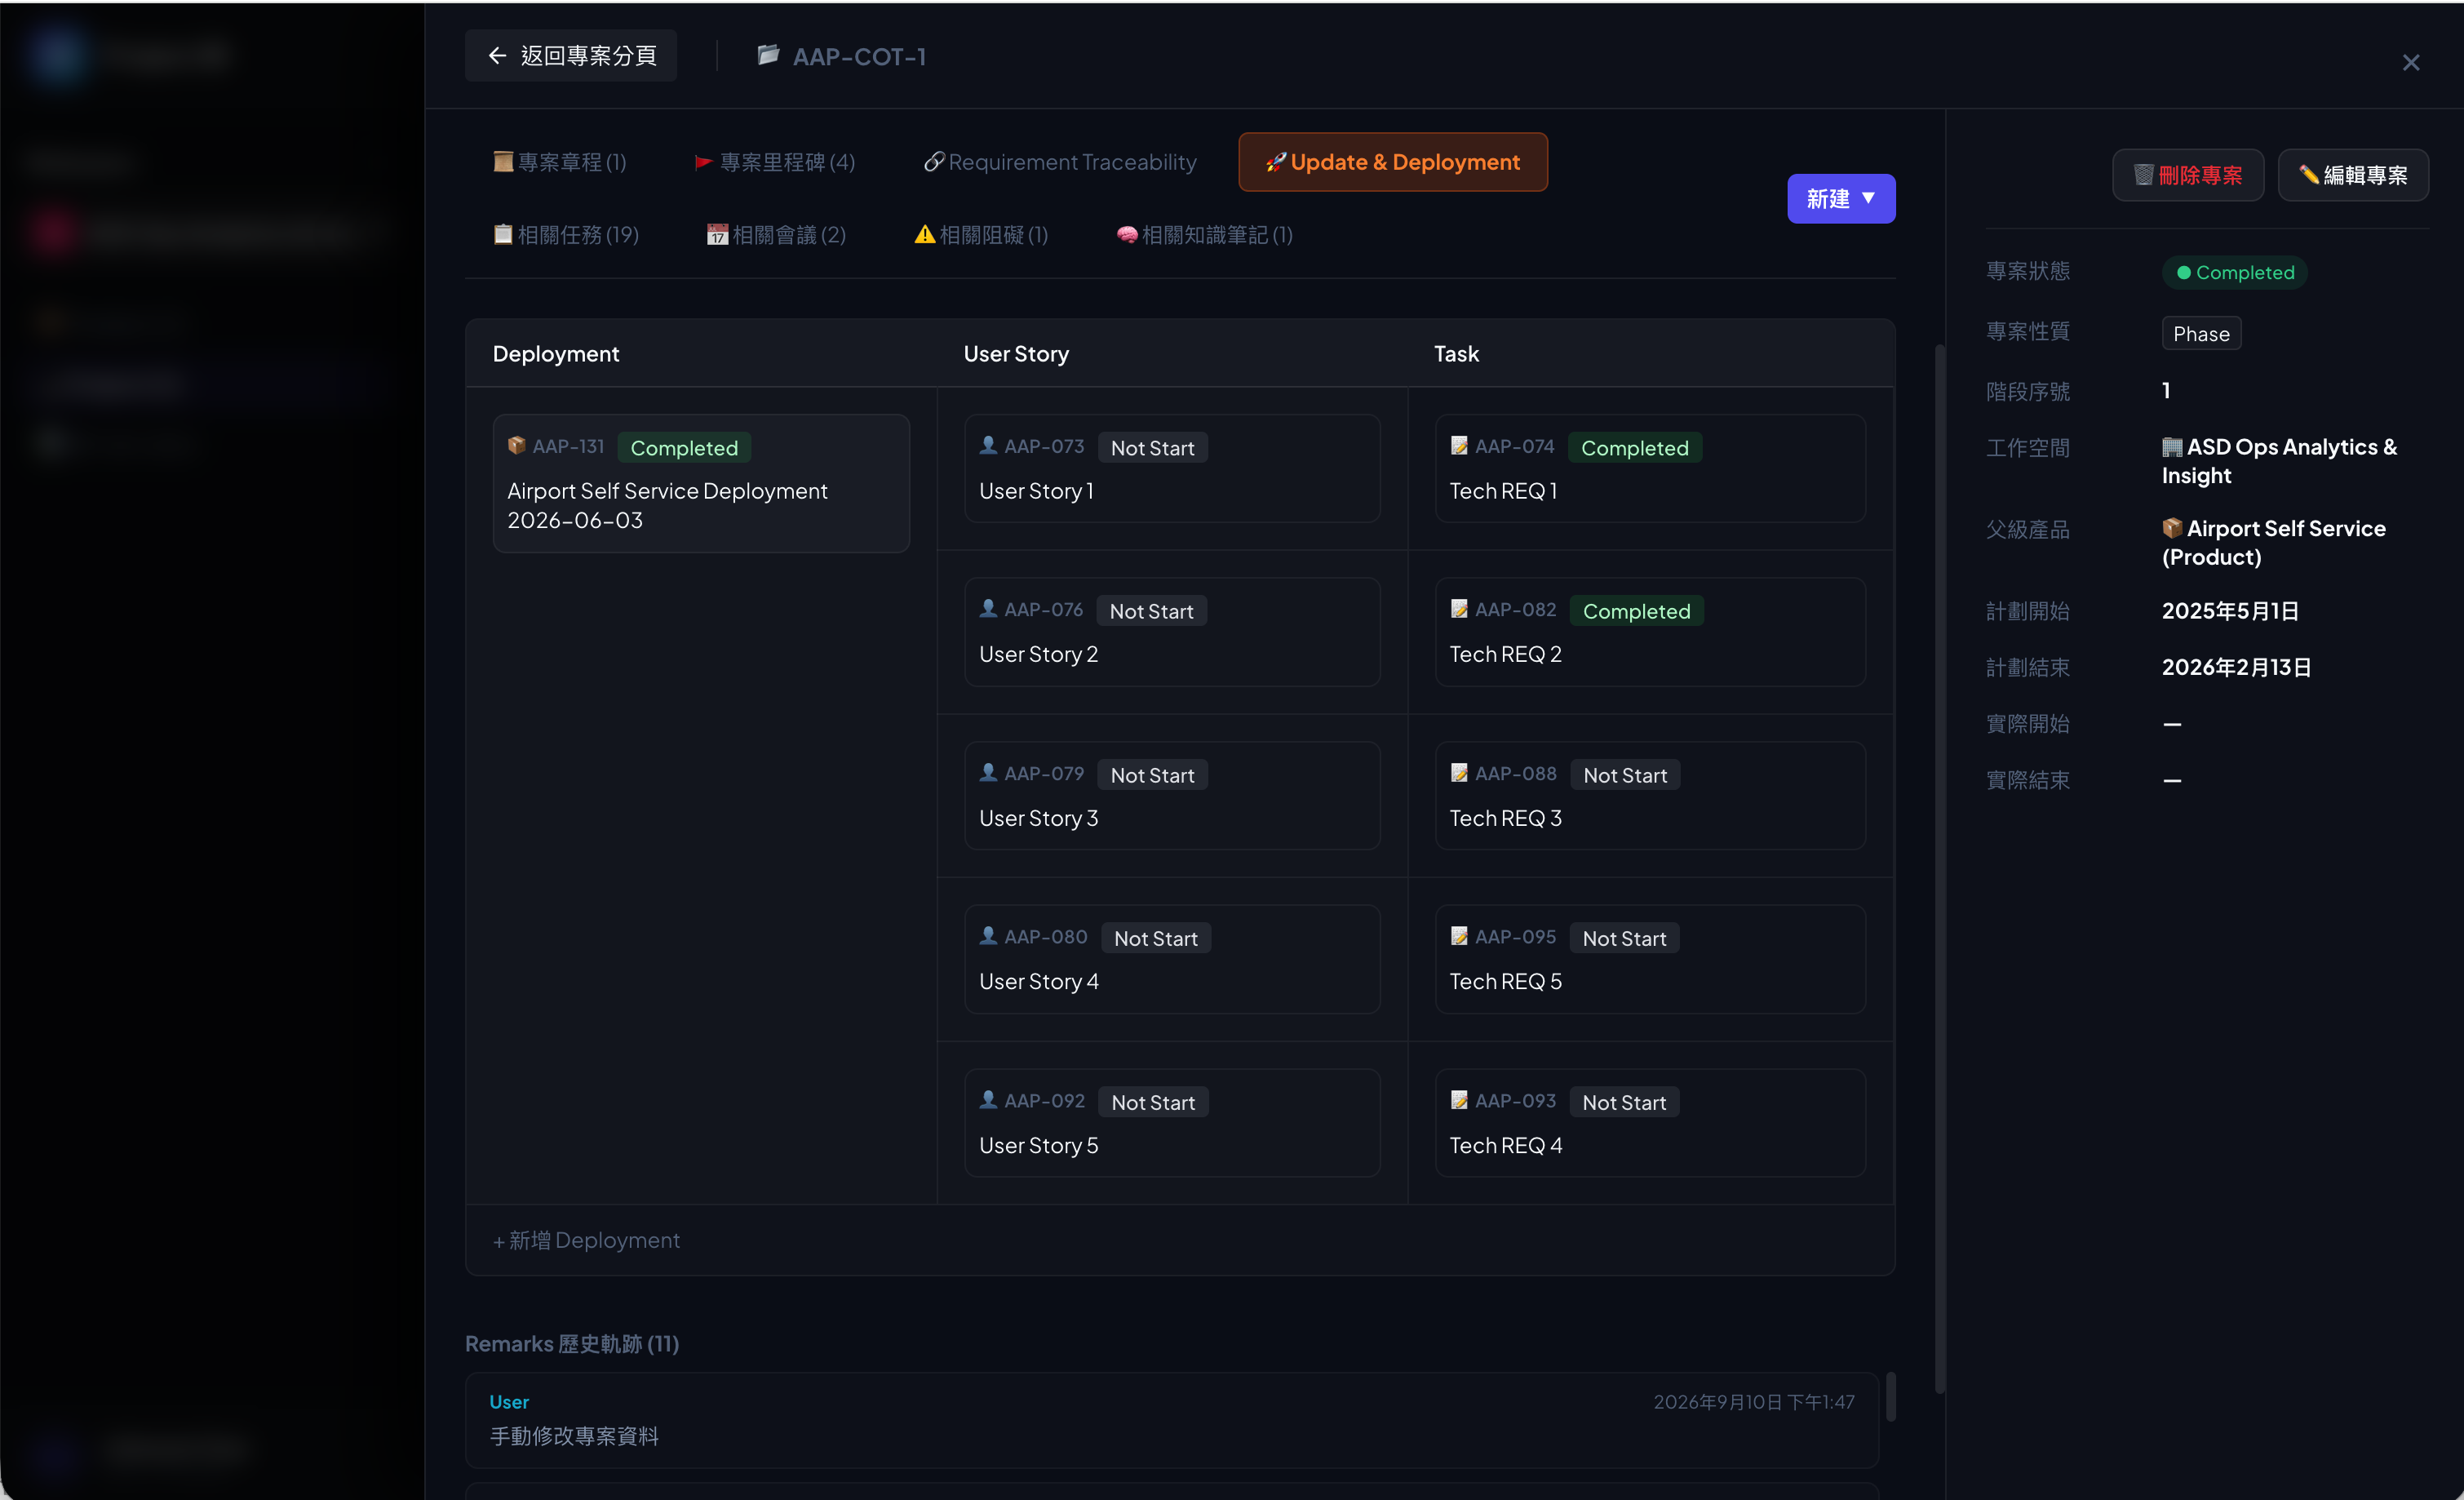 ← 返回專案分頁
AAP-COT-1
專案章程 (1)
專案里程碑 (4)
Requirement Traceability
Update & Deployment
新建 ▼
相關任務 (19)
17 相關會議 (2)
相關阻礙 (1)
相關知識筆記 (1)
Deployment
User Story
Task
AAP-131 Completed
Airport Self Service Deployment
2026-06-03
AAP-073 Not Start
User Story 1
AAP-074 Completed
Tech REQ 1
AAP-076 Not Start
User Story 2
AAP-082 Completed
Tech REQ 2
AAP-079 Not Start
User Story 3
AAP-088 Not Start
Tech REQ 3
AAP-080 Not Start
User Story 4
AAP-095 Not Start
Tech REQ 5
AAP-092 Not Start
User Story 5
AAP-093 Not Start
Tech REQ 4
+ 新增 Deployment
Remarks 歷史軌跡 (11)
User
2026年9月10日 下午1:47
手動修改專案資料
刪除專案
編輯專案
專案狀態 Completed
專案性質 Phase
階段序號 1
工作空間 ASD Ops Analytics &
Insight
父級產品 Airport Self Service
(Product)
計劃開始 2025年5月1日
計劃結束 2026年2月13日
實際開始 —
實際結束 —